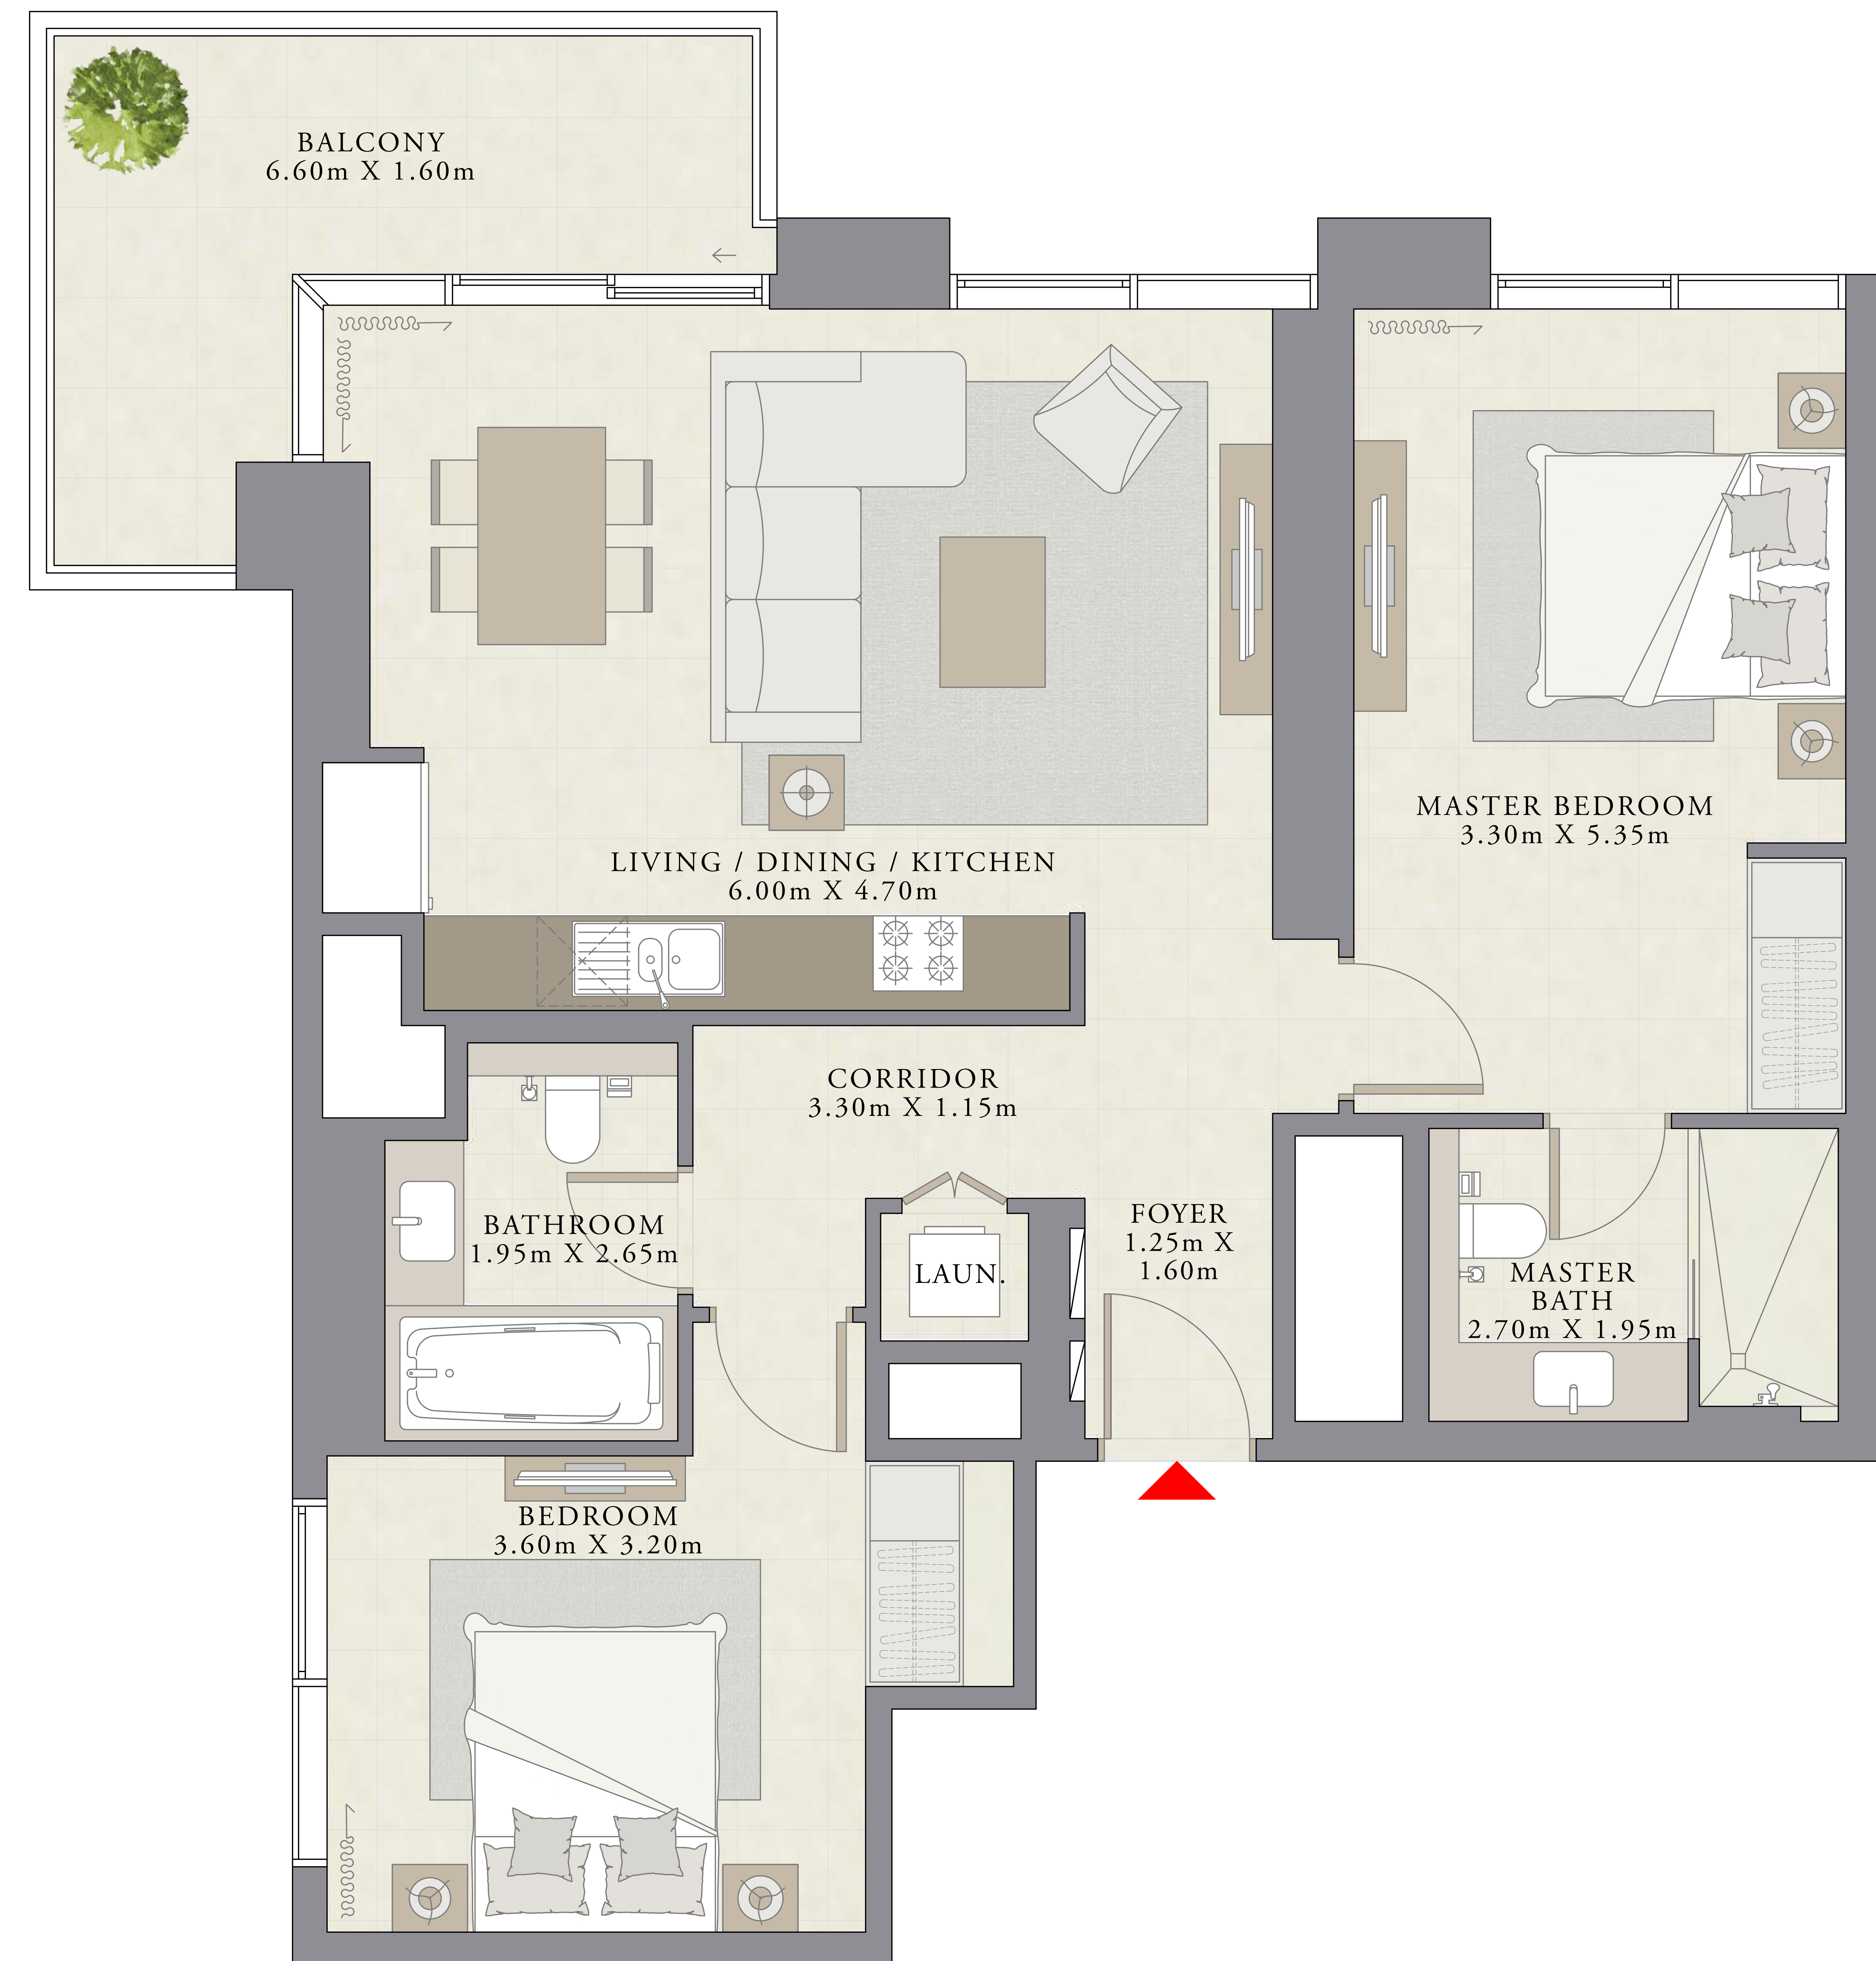 BALCONY
6.60m X 1.60m
LIVING / DINING / KITCHEN
6.00m X 4.70m
MASTER BEDROOM
3.30m X 5.35m
CORRIDOR
3.30m X 1.15m
BATHROOM
1.95m X 2.65m
LAUN.
FOYER
1.25m X
1.60m
MASTER
BATH
2.70m X 1.95m
BEDROOM
3.60m X 3.20m